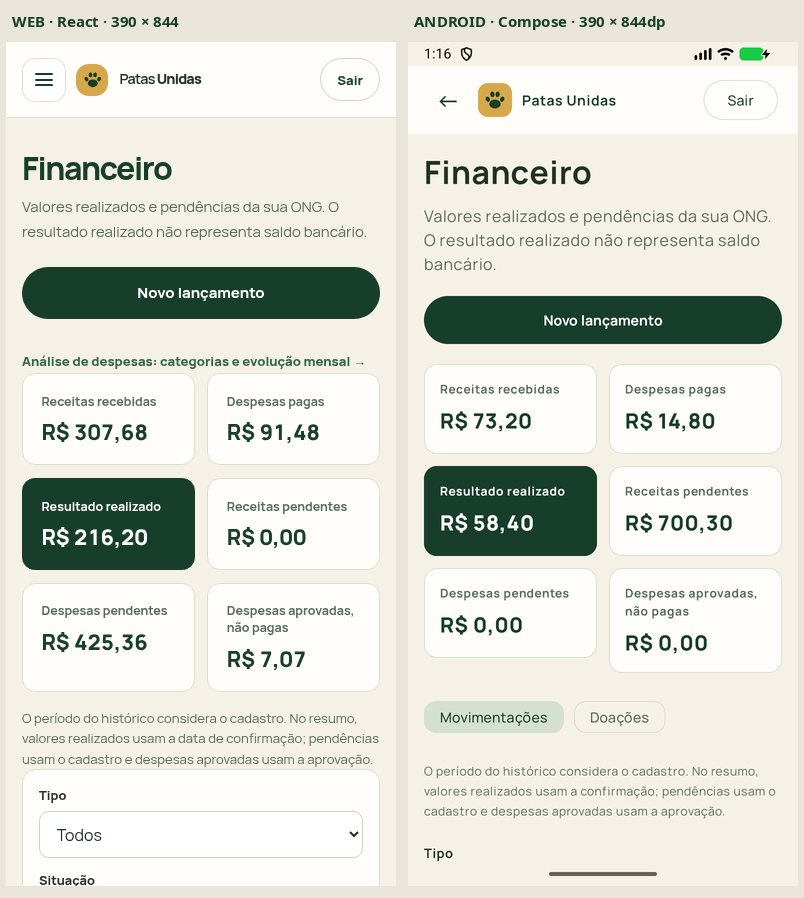 WEB · React · 390 × 844
Patas Unidas
Sair
Financeiro
Valores realizados e pendências da sua ONG. O
resultado realizado não representa saldo bancário.
Novo lançamento
Análise de despesas: categorias e evolução mensal →
Receitas recebidas
R$ 307,68
Despesas pagas
R$ 91,48
Resultado realizado
R$ 216,20
Receitas pendentes
R$ 0,00
Despesas pendentes
R$ 425,36
Despesas aprovadas,
não pagas
R$ 7,07
O período do histórico considera o cadastro. No resumo,
valores realizados usam a data de confirmação; pendências
usam o cadastro e despesas aprovadas usam a aprovação.
Tipo
Todos
Situação
ANDROID · Compose · 390 × 844dp
1:16
Patas Unidas
Sair
Financeiro
Valores realizados e pendências da sua ONG.
O resultado realizado não representa saldo
bancário.
Novo lançamento
Receitas recebidas
R$ 73,20
Despesas pagas
R$ 14,80
Resultado realizado
R$ 58,40
Receitas pendentes
R$ 700,30
Despesas pendentes
R$ 0,00
Despesas aprovadas,
não pagas
R$ 0,00
Movimentações
Doações
O período do histórico considera o cadastro. No resumo,
valores realizados usam a confirmação; pendências usam o
cadastro e despesas aprovadas usam a aprovação.
Tipo